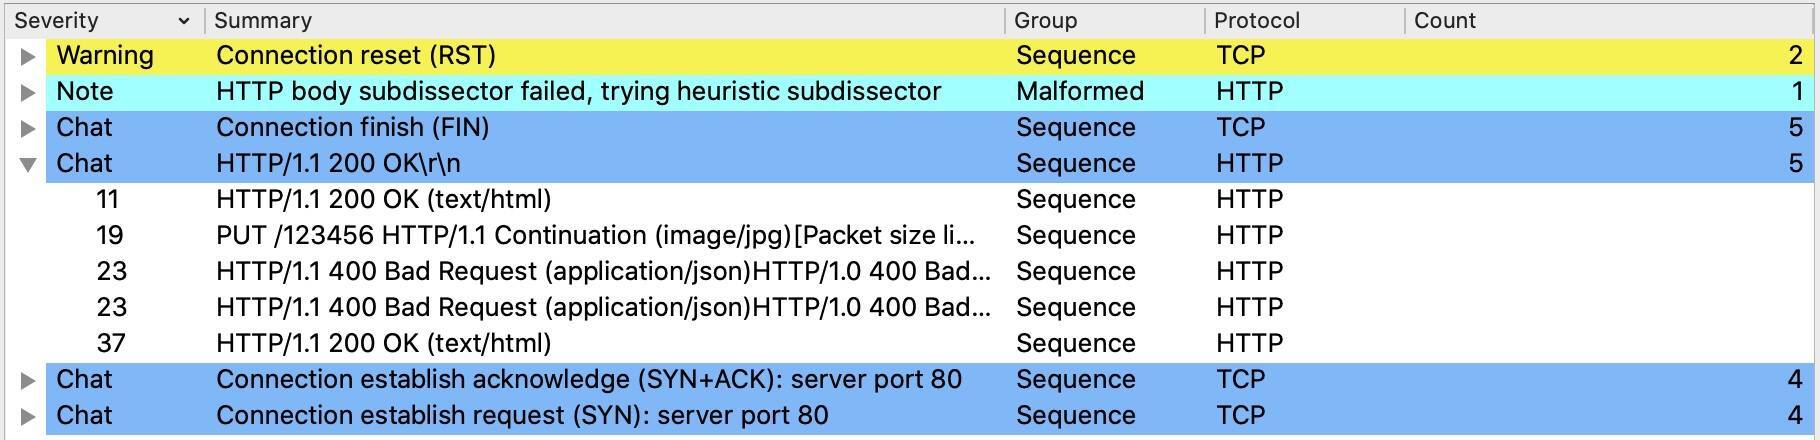 Severity Summary Group Protocol Count
Warning Connection reset (RST) Sequence TCP 2
Note HTTP body subdissector failed, trying heuristic subdissector Malformed HTTP 1
Chat Connection finish (FIN) Sequence TCP 5
Chat HTTP/1.1 200 OK\r\n Sequence HTTP 5
11 HTTP/1.1 200 OK (text/html) Sequence HTTP
19 PUT /123456 HTTP/1.1 Continuation (image/jpg)[Packet size li... Sequence HTTP
23 HTTP/1.1 400 Bad Request (application/json)HTTP/1.0 400 Bad... Sequence HTTP
23 HTTP/1.1 400 Bad Request (application/json)HTTP/1.0 400 Bad... Sequence HTTP
37 HTTP/1.1 200 OK (text/html) Sequence HTTP
Chat Connection establish acknowledge (SYN+ACK): server port 80 Sequence TCP 4
Chat Connection establish request (SYN): server port 80 Sequence TCP 4